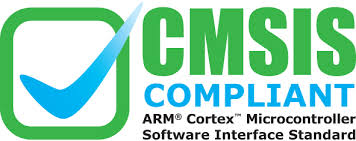 CMSIS
COMPLIANT
ARM® Cortex™ Microcontroller
Software Interface Standard